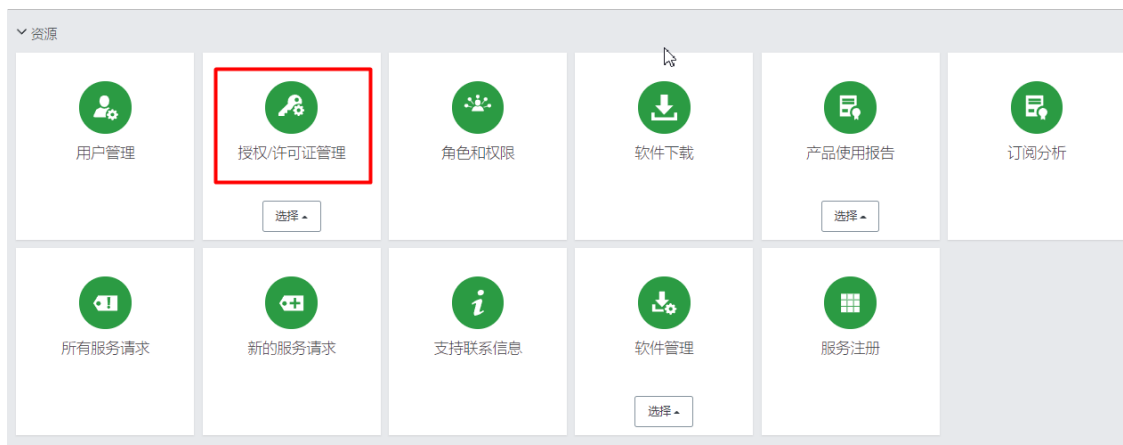 资源
用户管理
授权/许可证管理
角色和权限
软件下载
产品使用报告
订阅分析
选择
选择
所有服务请求
新的服务请求
支持联系信息
软件管理
服务注册
选择